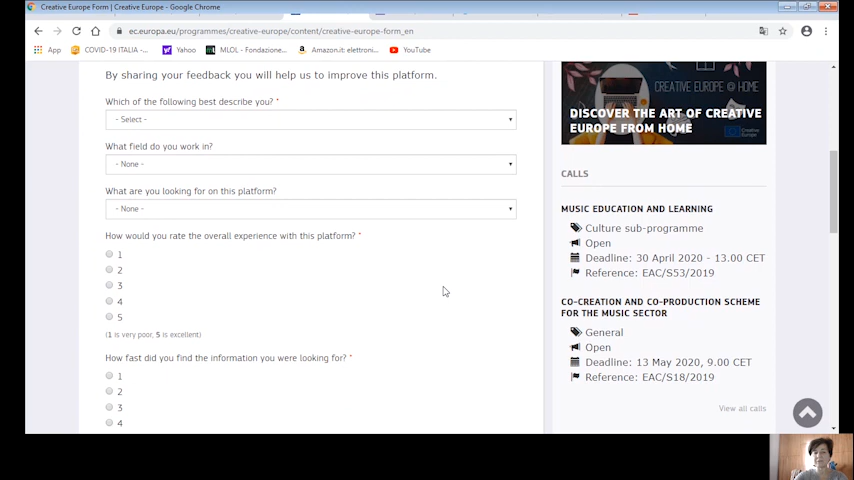 Creative Europe Form | Creative Europe - Google Chrome
ec.europa.eu/programmes/creative-europe/content/creative-europe-form_en
App
COVID-19 ITALIA -...
Yahoo
MLOL - Fondazione...
Amazon.it: elettroni...
YouTube
By sharing your feedback you will help us to improve this platform.
Which of the following best describe you? *
- Select -
What field do you work in?
- None -
What are you looking for on this platform?
- None -
How would you rate the overall experience with this platform? *
1
2
3
4
5
(1 is very poor, 5 is excellent)
How fast did you find the information you were looking for? *
1
2
3
4
CREATIVE EUROPE @ HOME
DISCOVER THE ART OF CREATIVE
EUROPE FROM HOME
Creative
Europe
CALLS
MUSIC EDUCATION AND LEARNING
Culture sub-programme
Open
Deadline: 30 April 2020 - 13.00 CET
Reference: EAC/S53/2019
CO-CREATION AND CO-PRODUCTION SCHEME
FOR THE MUSIC SECTOR
General
Open
Deadline: 13 May 2020, 9.00 CET
Reference: EAC/S18/2019
View all calls